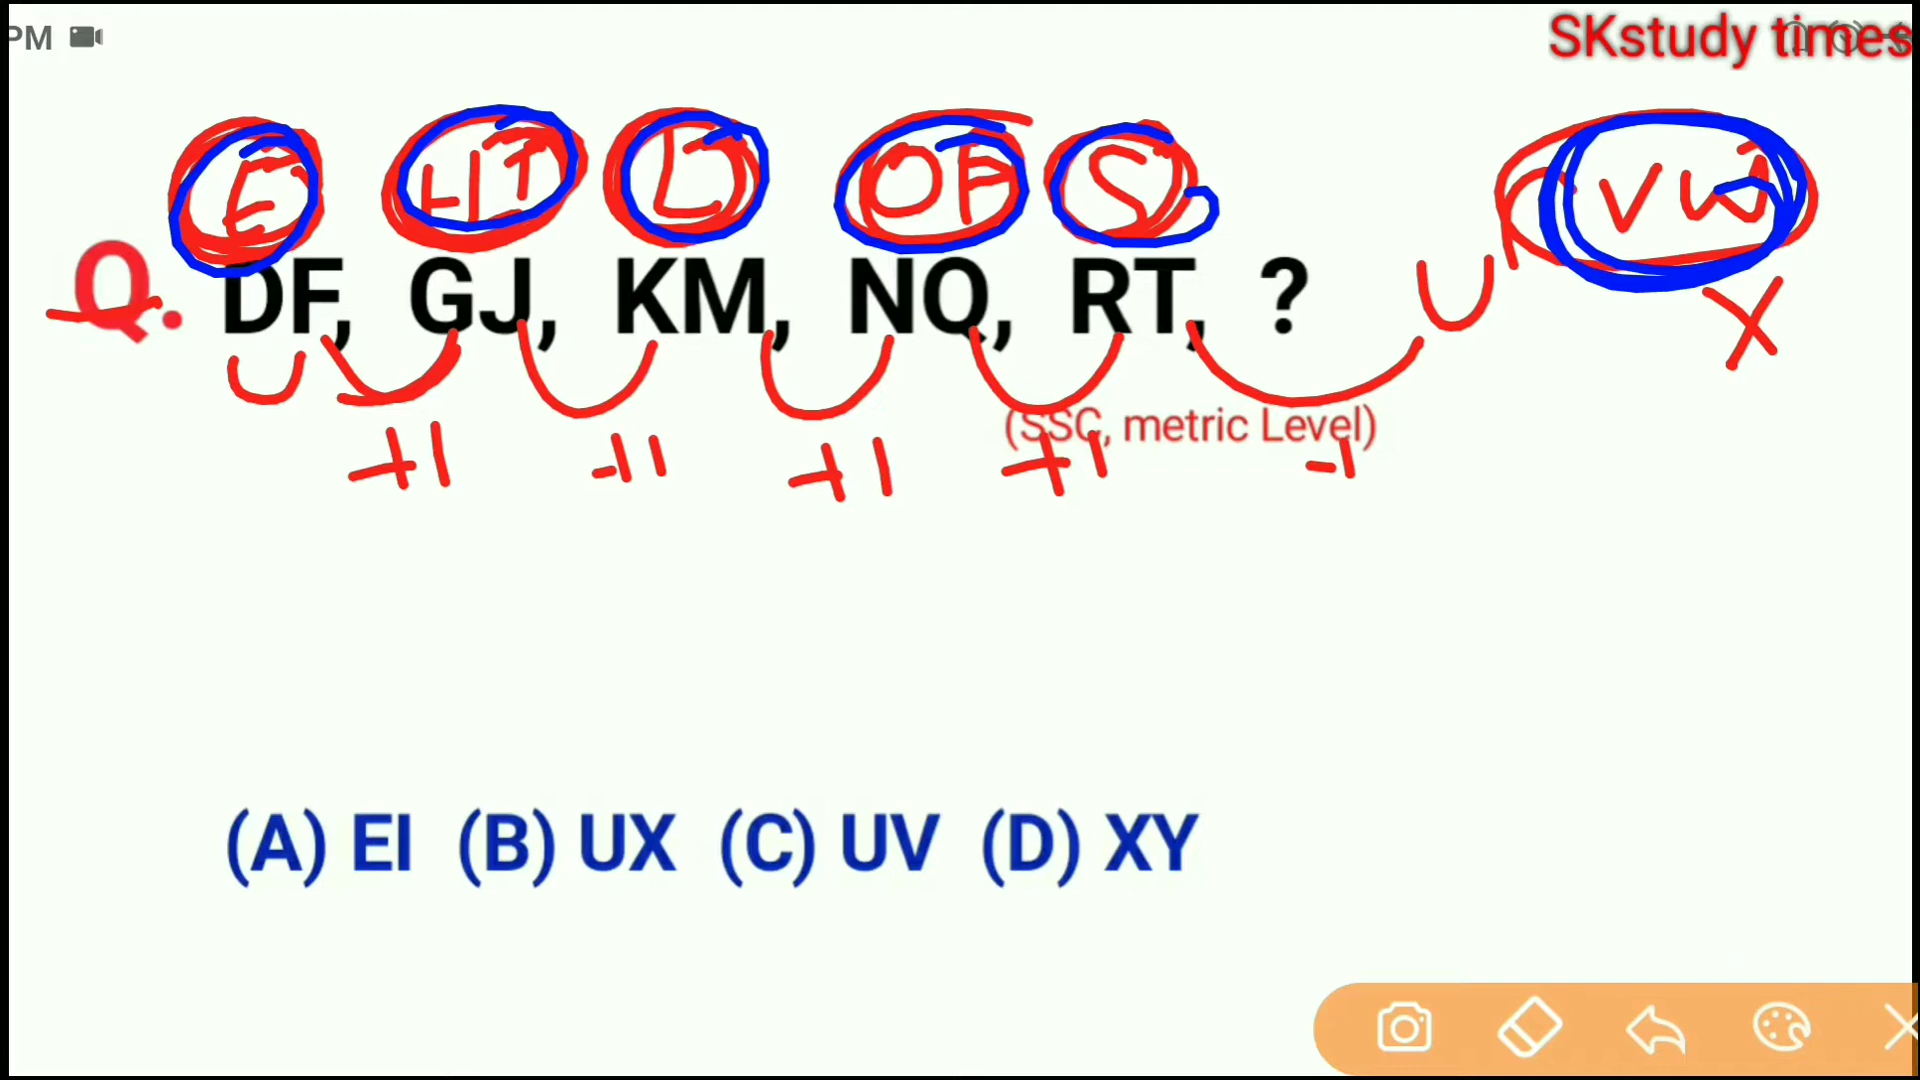 PM
SKstudy times
E HI L OP S VW
Q. DF, GJ, KM, NQ, RT, ? U X
(SSC, metric Level)
+1 +1 +1 +1 -1
(A) EI (B) UX (C) UV (D) XY